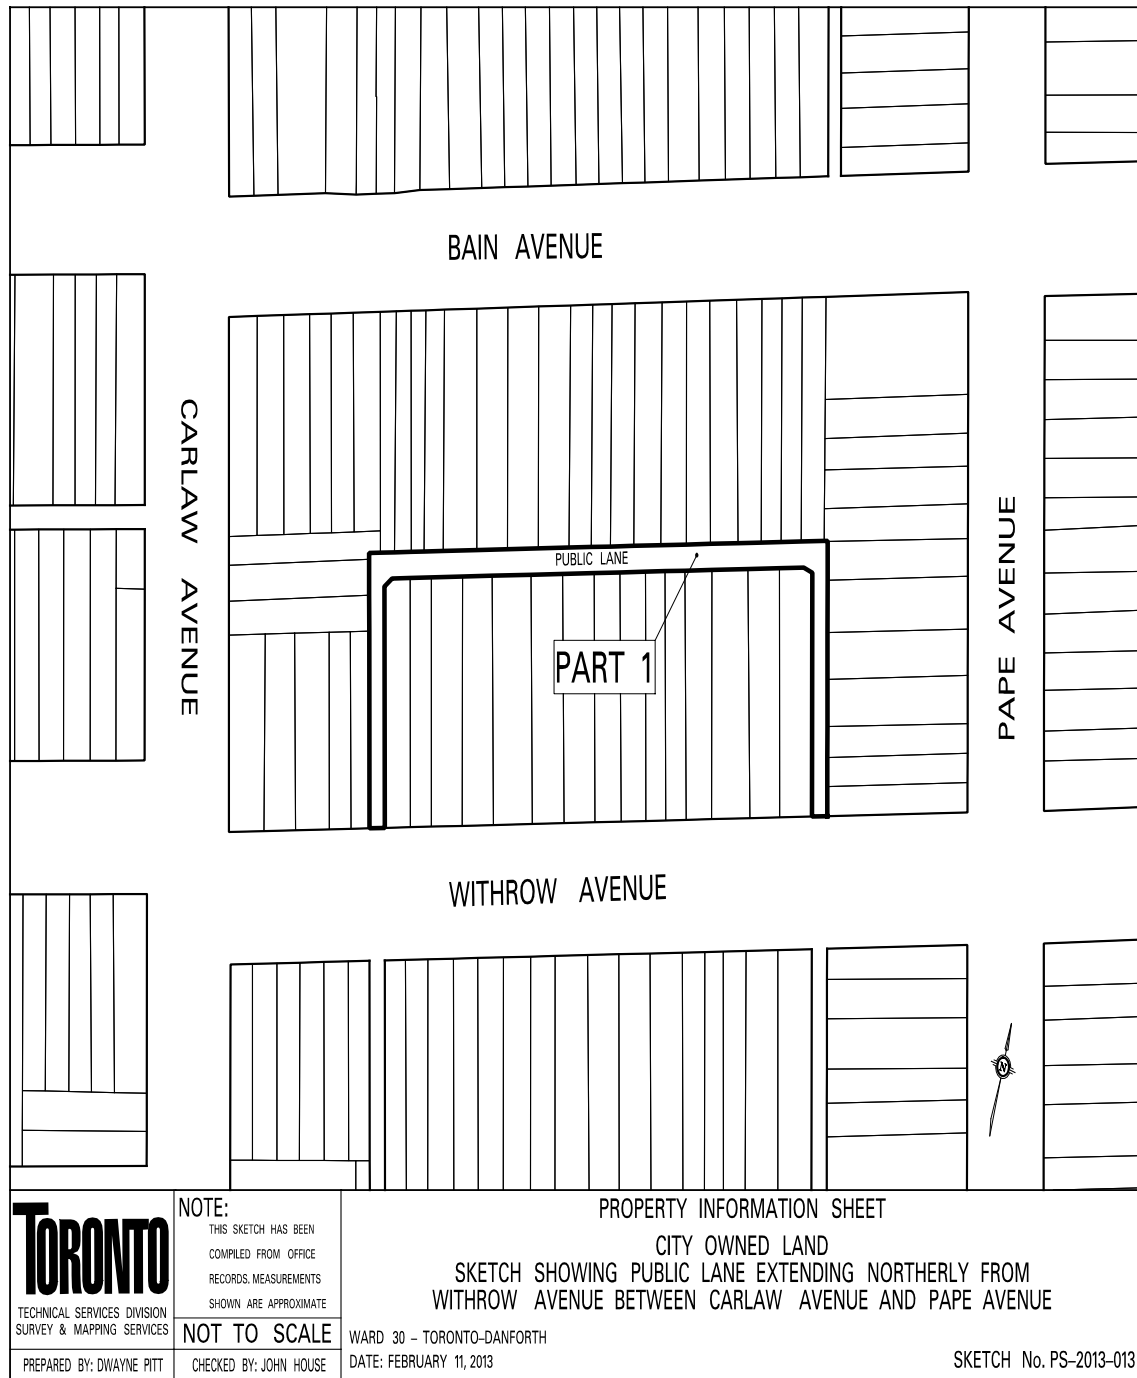 BAIN AVENUE
CARLAW AVENUE
PUBLIC LANE
PAPE AVENUE
PART 1
WITHROW AVENUE
N
TORONTO
TECHNICAL SERVICES DIVISION
SURVEY & MAPPING SERVICES
PREPARED BY: DWAYNE PITT
NOTE:
THIS SKETCH HAS BEEN
COMPILED FROM OFFICE
RECORDS. MEASUREMENTS
SHOWN ARE APPROXIMATE
NOT TO SCALE
CHECKED BY: JOHN HOUSE
PROPERTY INFORMATION SHEET
CITY OWNED LAND
SKETCH SHOWING PUBLIC LANE EXTENDING NORTHERLY FROM
WITHROW AVENUE BETWEEN CARLAW AVENUE AND PAPE AVENUE
WARD 30 – TORONTO–DANFORTH
DATE: FEBRUARY 11, 2013
SKETCH No. PS–2013–013